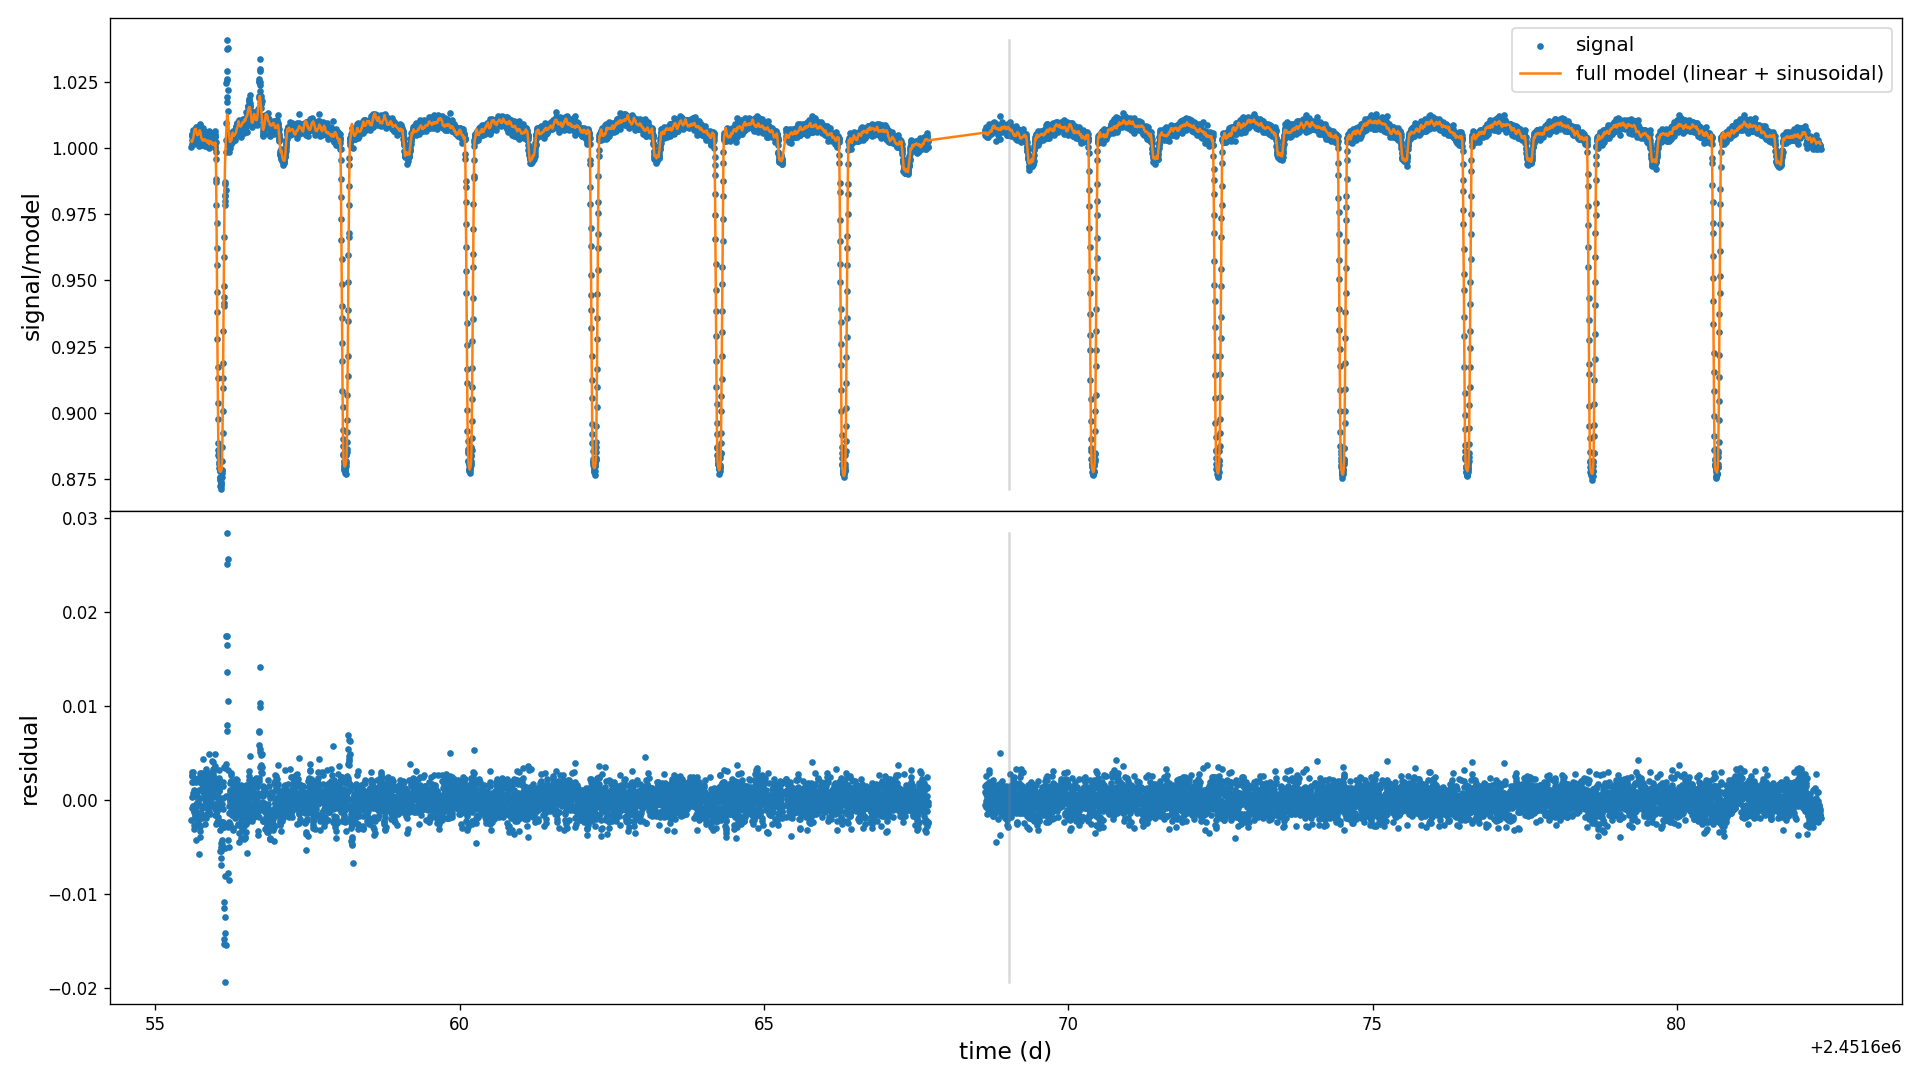 signal
full model (linear + sinusoidal)
signal/model
1.025
1.000
0.975
0.950
0.925
0.900
0.875
residual
0.03
0.02
0.01
0.00
−0.01
−0.02
55 60 65 70 75 80
+2.4516e6
time (d)